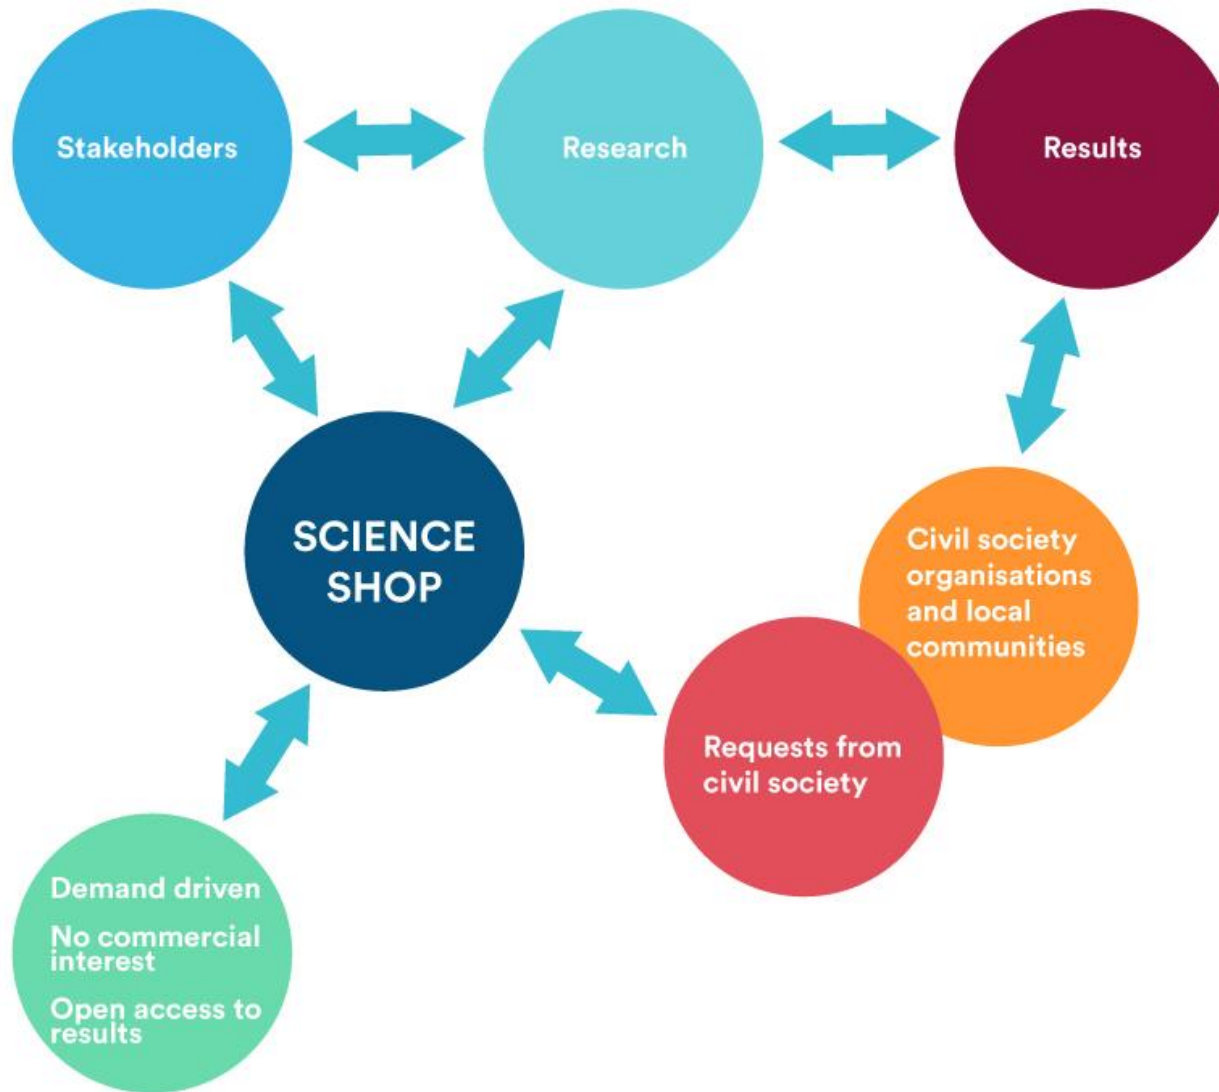 Stakeholders
Research
Results
SCIENCE
SHOP
Civil society
organisations
and local
communities
Requests from
civil society
Demand driven
No commercial
interest
Open access to
results